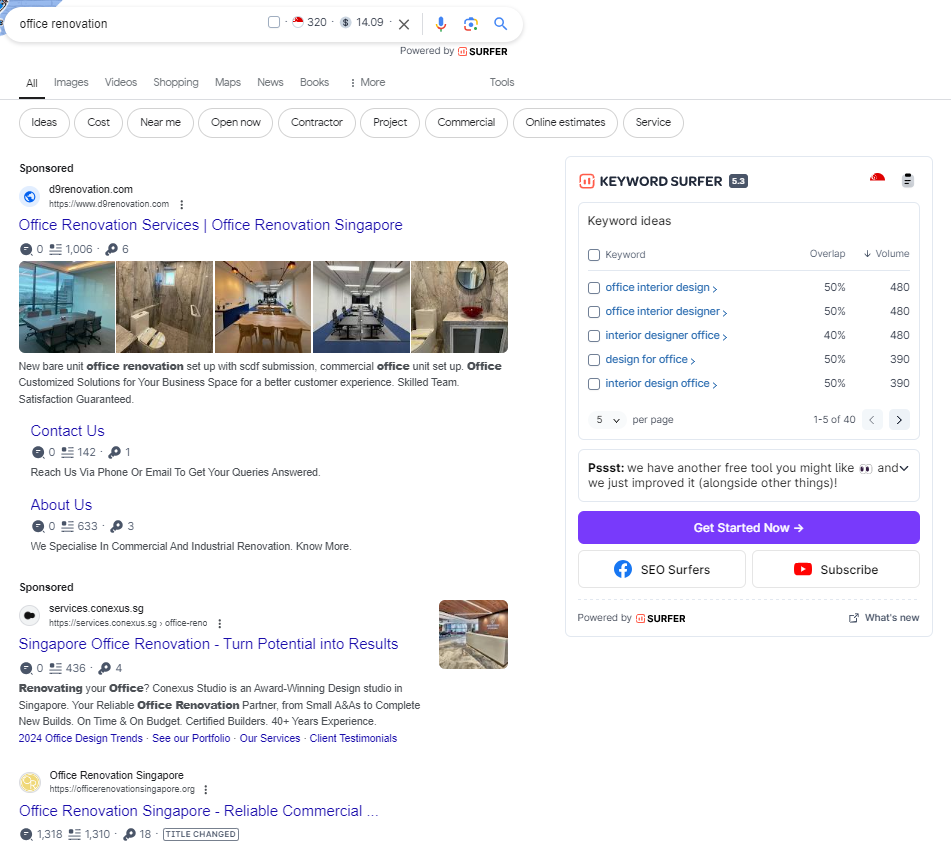 office renovation
· 320 · $ 14.09 ·
Powered by SURFER
All Images Videos Shopping Maps News Books More Tools
Ideas Cost Near me Open now Contractor Project Commercial Online estimates Service
Sponsored
d9renovation.com
https://www.d9renovation.com
Office Renovation Services | Office Renovation Singapore
0 1,006 · 6
New bare unit office renovation set up with scdf submission, commercial office unit set up. Office
Customized Solutions for Your Business Space for a better customer experience. Skilled Team.
Satisfaction Guaranteed.
Contact Us
0 142 · 1
Reach Us Via Phone Or Email To Get Your Queries Answered.
About Us
0 633 · 3
We Specialise In Commercial And Industrial Renovation. Know More.
Sponsored
services.conexus.sg
https://services.conexus.sg › office-reno
Singapore Office Renovation - Turn Potential into Results
0 436 · 4
Renovating your Office? Conexus Studio is an Award-Winning Design studio in
Singapore. Your Reliable Office Renovation Partner, from Small A&As to Complete
New Builds. On Time & On Budget. Certified Builders. 40+ Years Experience.
2024 Office Design Trends · See our Portfolio · Our Services · Client Testimonials
Office Renovation Singapore
https://officerenovationsingapore.org
Office Renovation Singapore - Reliable Commercial ...
1,318 1,310 · 18 · TITLE CHANGED
KEYWORD SURFER 5.3
Keyword ideas
Keyword Overlap ↓ Volume
office interior design › 50% 480
office interior designer › 50% 480
interior designer office › 40% 480
design for office › 50% 390
interior design office › 50% 390
5 per page 1-5 of 40
Pssst: we have another free tool you might like 👀 and
we just improved it (alongside other things)!
Get Started Now →
SEO Surfers Subscribe
Powered by SURFER What's new